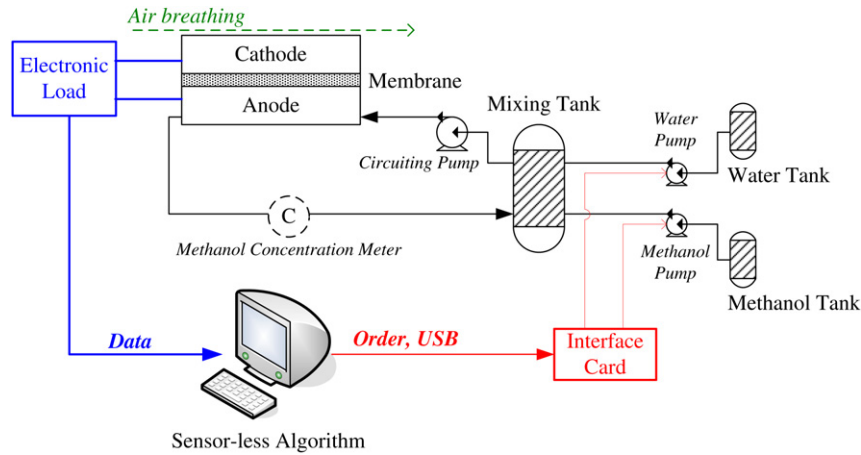 Air breathing
Electronic
Load
Cathode
Membrane
Anode
Mixing Tank
Circuiting Pump
Water
Pump
Water Tank
C
Methanol Concentration Meter
Methanol
Pump
Methanol Tank
Data
Order, USB
Interface
Card
Sensor-less Algorithm